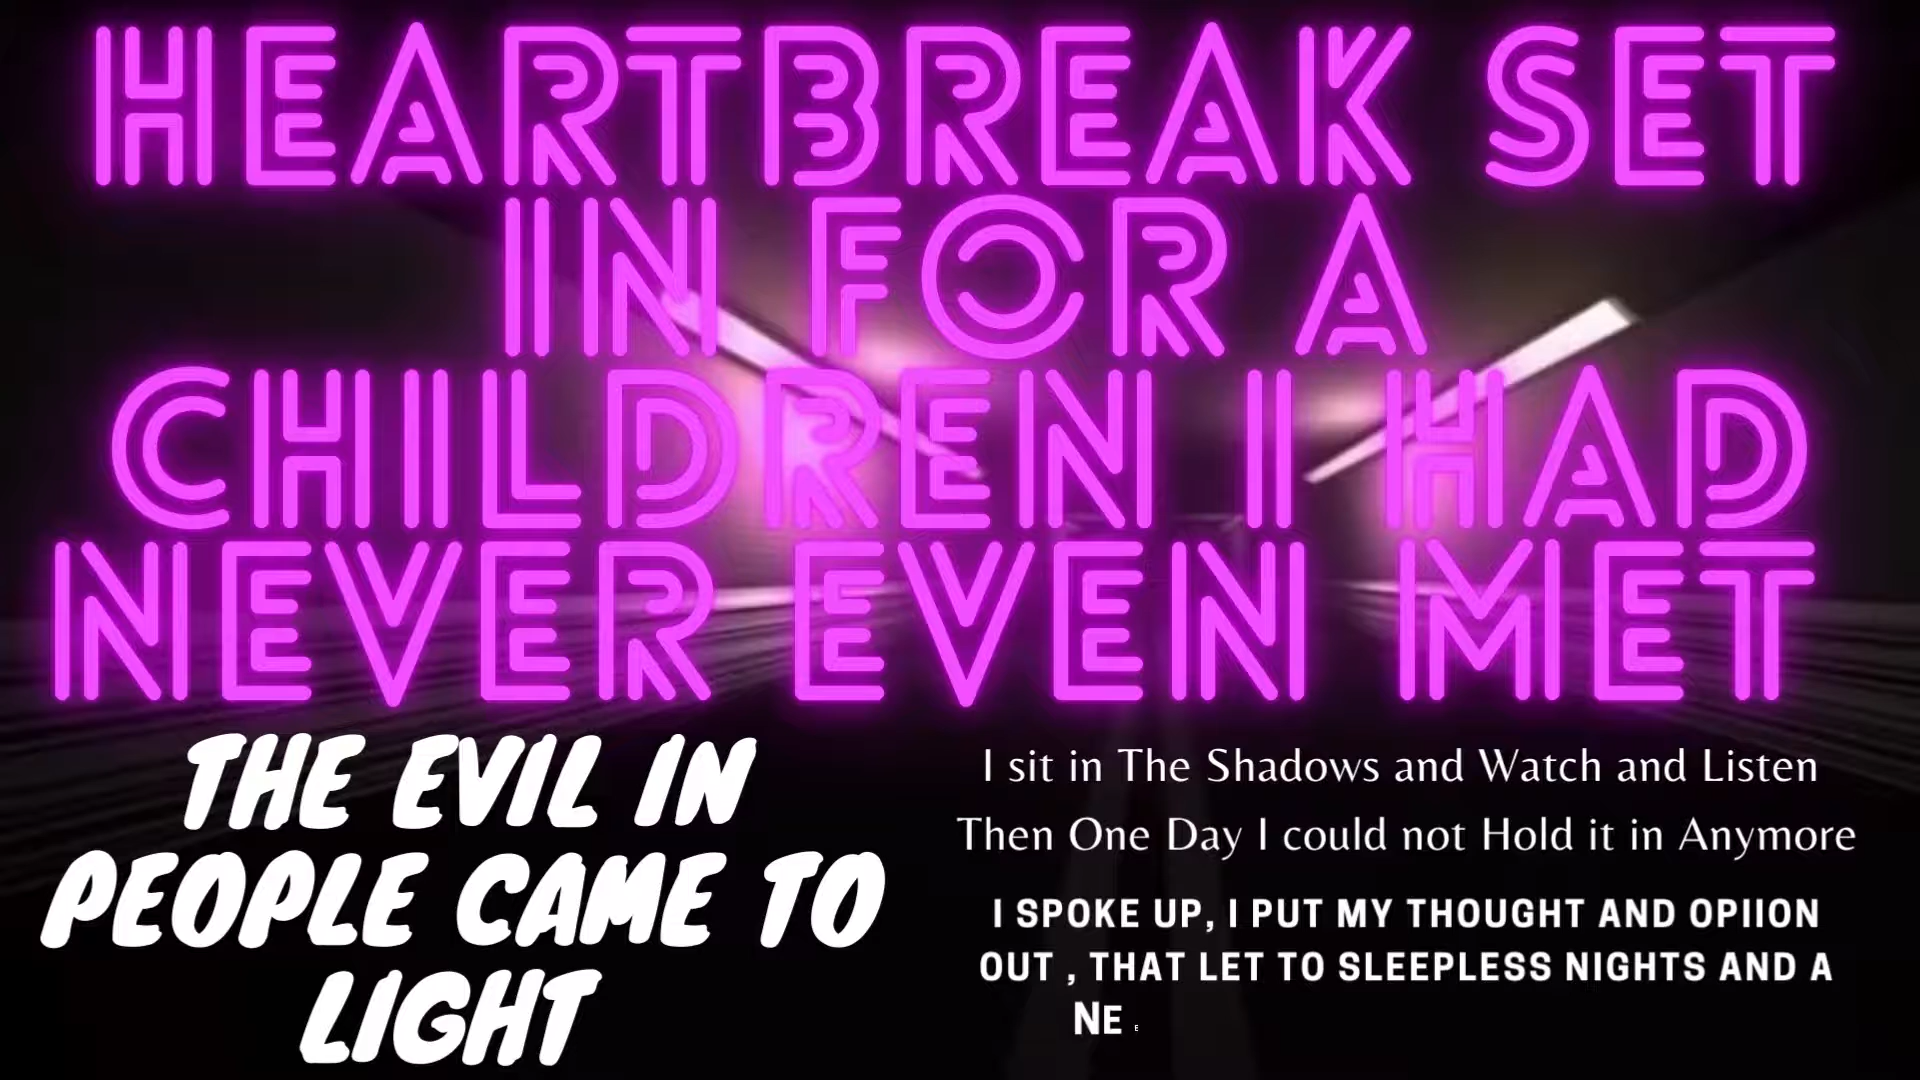 HEARTBREAK SET
IN FOR A
CHILDREN I HAD
NEVER EVEN MET
THE EVIL IN
PEOPLE CAME TO
LIGHT
I sit in The Shadows and Watch and Listen
Then One Day I could not Hold it in Anymore
I SPOKE UP, I PUT MY THOUGHT AND OPIION
OUT , THAT LET TO SLEEPLESS NIGHTS AND A
NE E